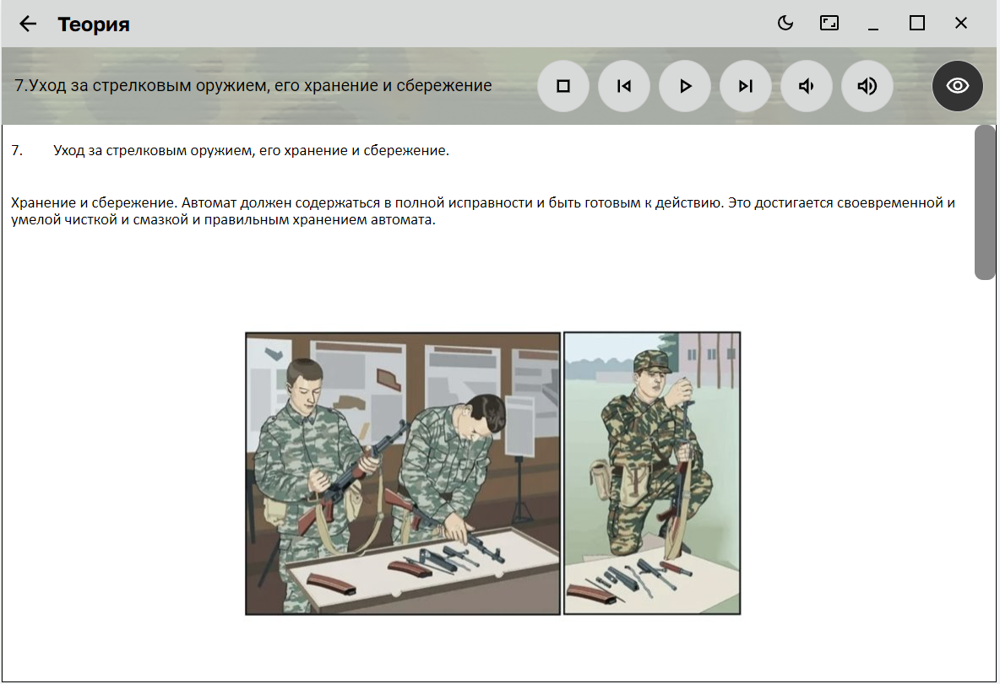 Теория
7.Уход за стрелковым оружием, его хранение и сбережение
7. Уход за стрелковым оружием, его хранение и сбережение.
Хранение и сбережение. Автомат должен содержаться в полной исправности и быть готовым к действию. Это достигается своевременной и
умелой чисткой и смазкой и правильным хранением автомата.